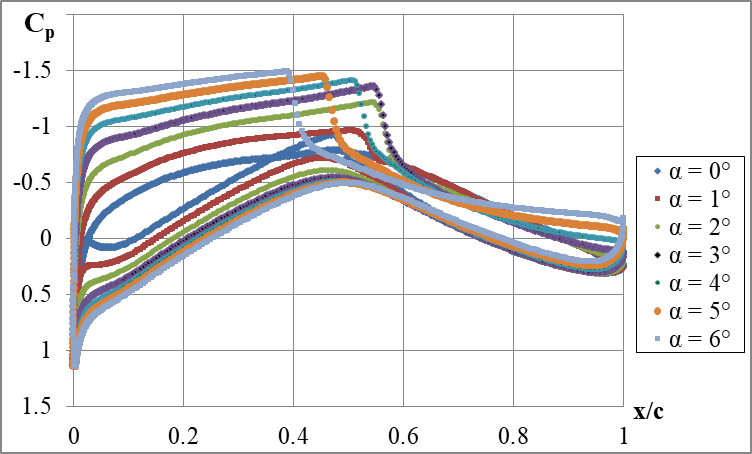 Cₚ
-1.5
-1
-0.5
0
0.5
1
1.5
0
0.2
0.4
0.6
0.8
1
x/c
α = 0°
α = 1°
α = 2°
α = 3°
α = 4°
α = 5°
α = 6°